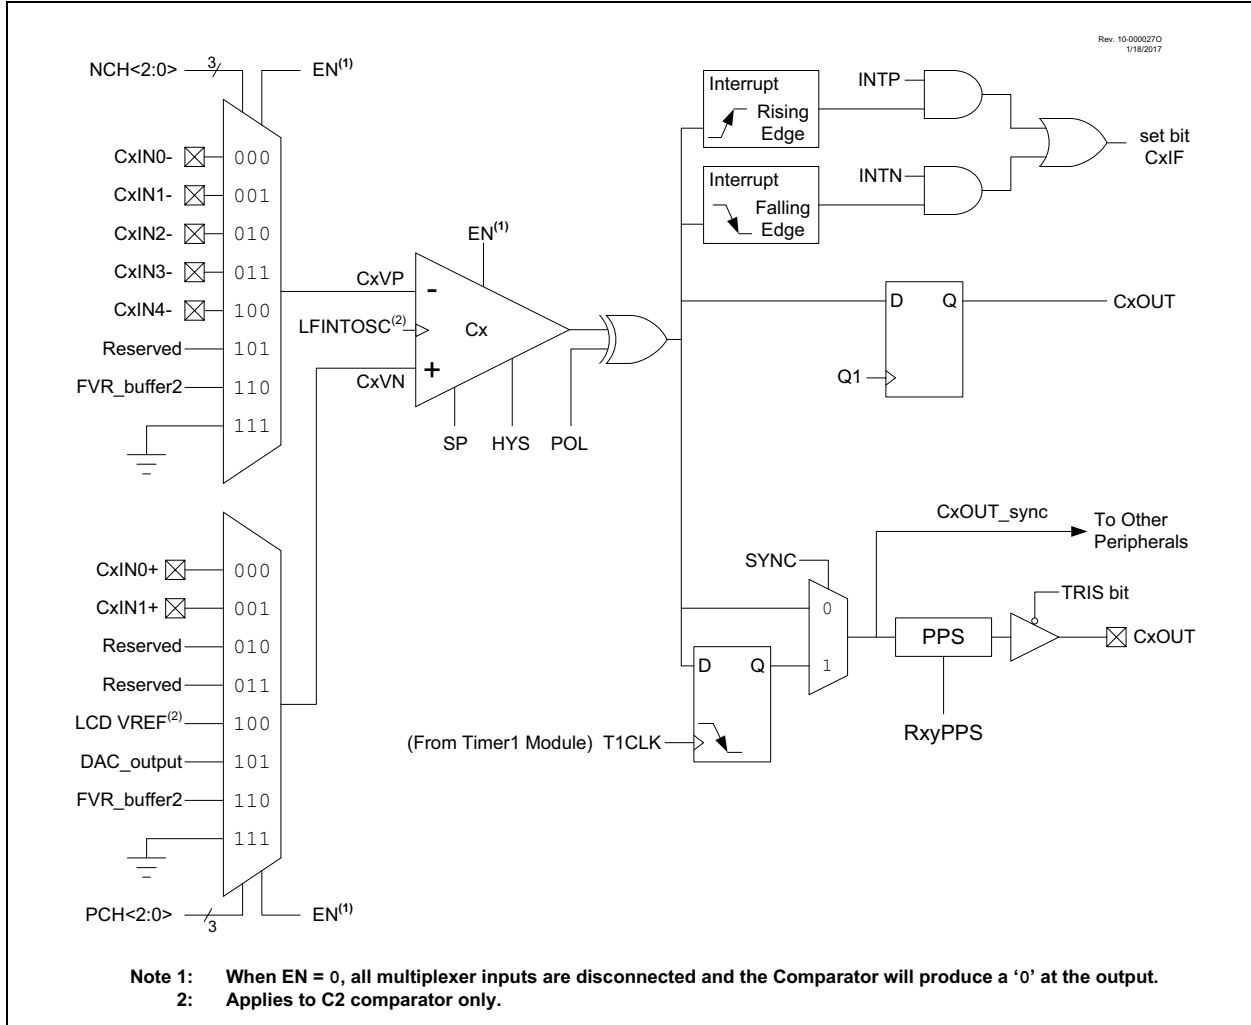 Rev. 10-000027O
1/18/2017
NCH<2:0>
3
EN(1)
CxIN0-
000
CxIN1-
001
CxIN2-
010
CxIN3-
011
CxIN4-
100
Reserved
101
FVR_buffer2
110
111
CxVP
EN(1)
-
LFINTOSC(2)
Cx
+
CxVN
SP
HYS
POL
Interrupt
Rising
Edge
INTP
Interrupt
Falling
Edge
INTN
set bit
CxIF
D
Q
CxOUT
Q1
CxIN0+
000
CxIN1+
001
Reserved
010
Reserved
011
LCD VREF(2)
100
DAC_output
101
FVR_buffer2
110
111
PCH<2:0>
3
EN(1)
CxOUT_sync
To Other
Peripherals
SYNC
0
1
TRIS bit
PPS
CxOUT
RxyPPS
D
Q
(From Timer1 Module) T1CLK
Note 1: When EN = 0, all multiplexer inputs are disconnected and the Comparator will produce a ‘0’ at the output.
2: Applies to C2 comparator only.